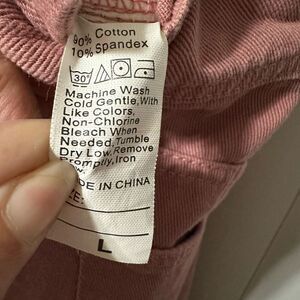 90% Cotton
10% Spandex
30°
Machine Wash
Cold Gentle,With
Like Colors,
Non-Chlorine
Bleach When
Needed,Tumble
Dry Low.Remove
Promptly,Iron
DE IN CHINA
L